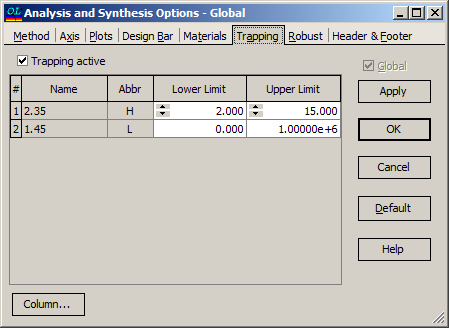 OL Analysis and Synthesis Options - Global
Method Axis Plots Design Bar Materials Trapping Robust Header & Footer
Trapping active
Global
# Name Abbr Lower Limit Upper Limit
1 2.35 H 2.000 15.000
2 1.45 L 0.000 1.00000e+6
Apply
OK
Cancel
Default
Help
Column...